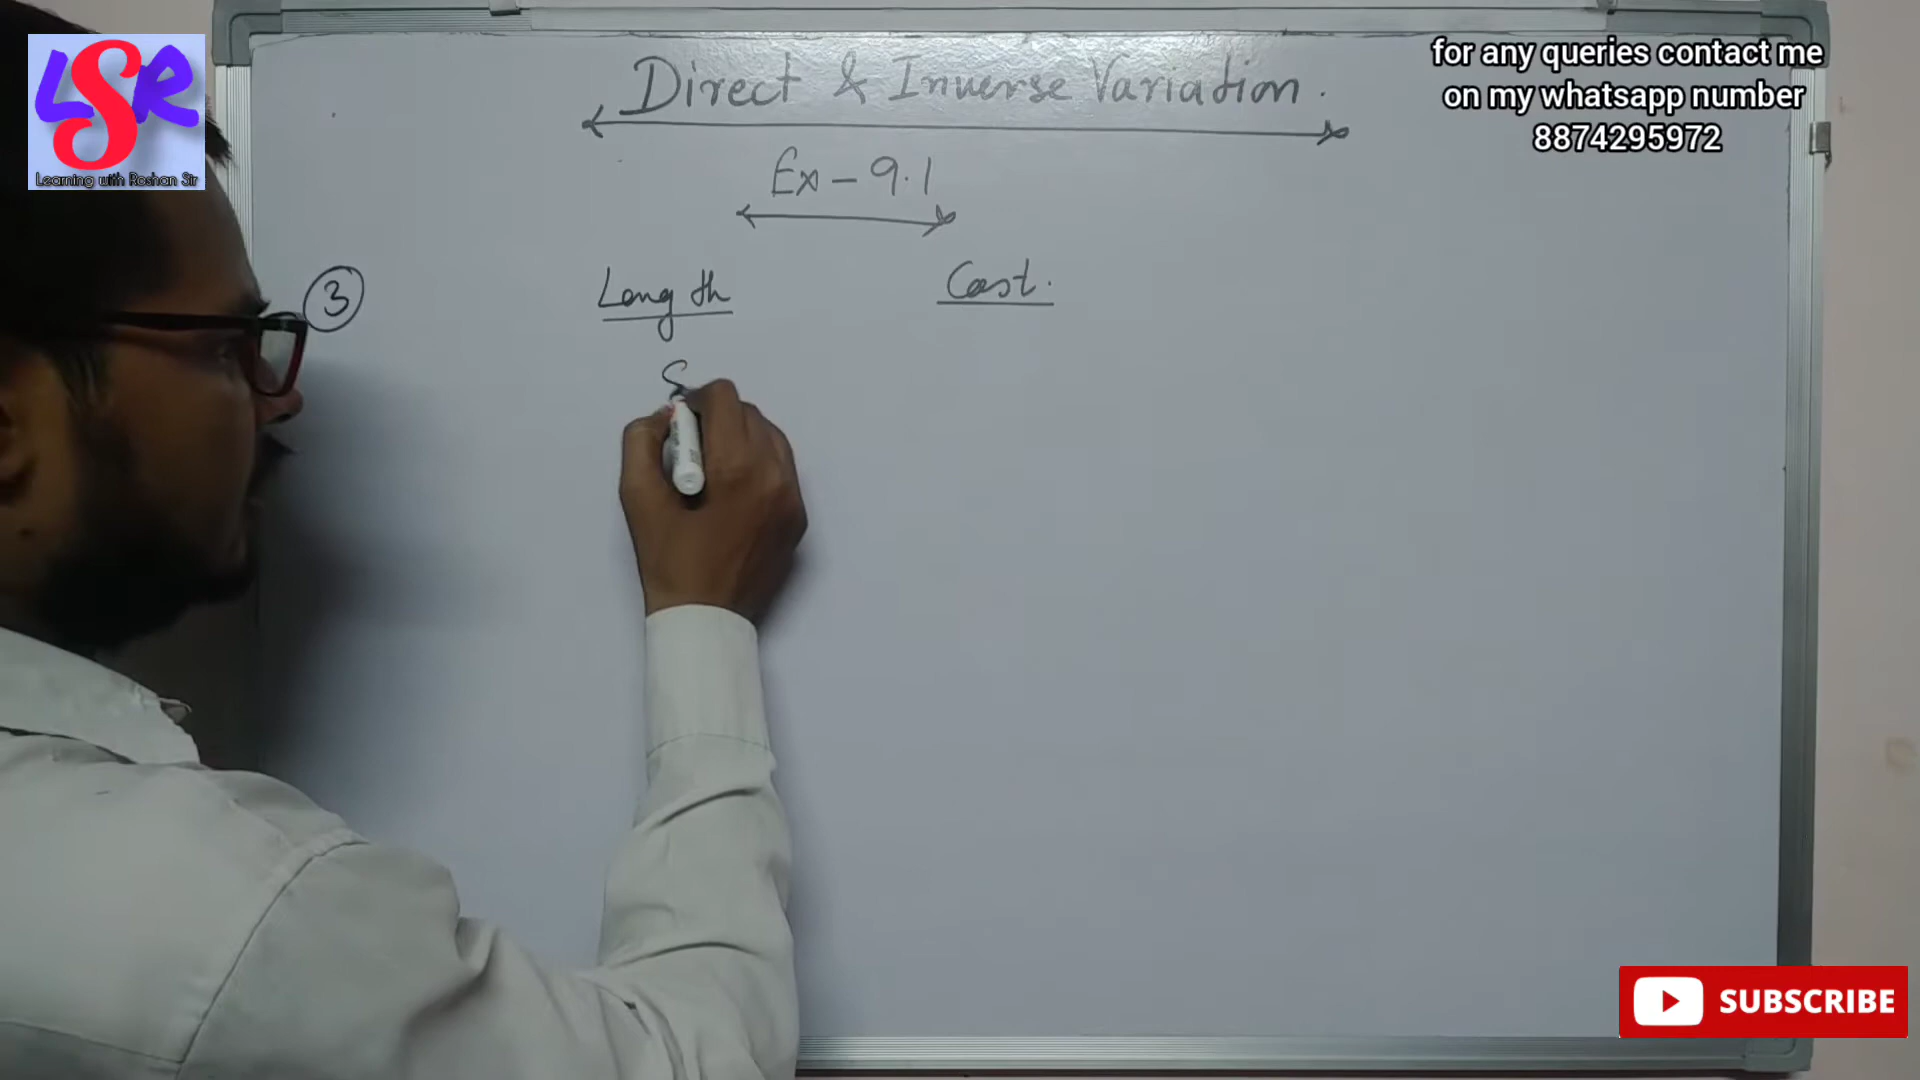 LSR
Learning with Roshan Sir
for any queries contact me
on my whatsapp number
8874295972
Direct & Inverse Variation.
Ex - 9.1
3
Length Cost.
SUBSCRIBE